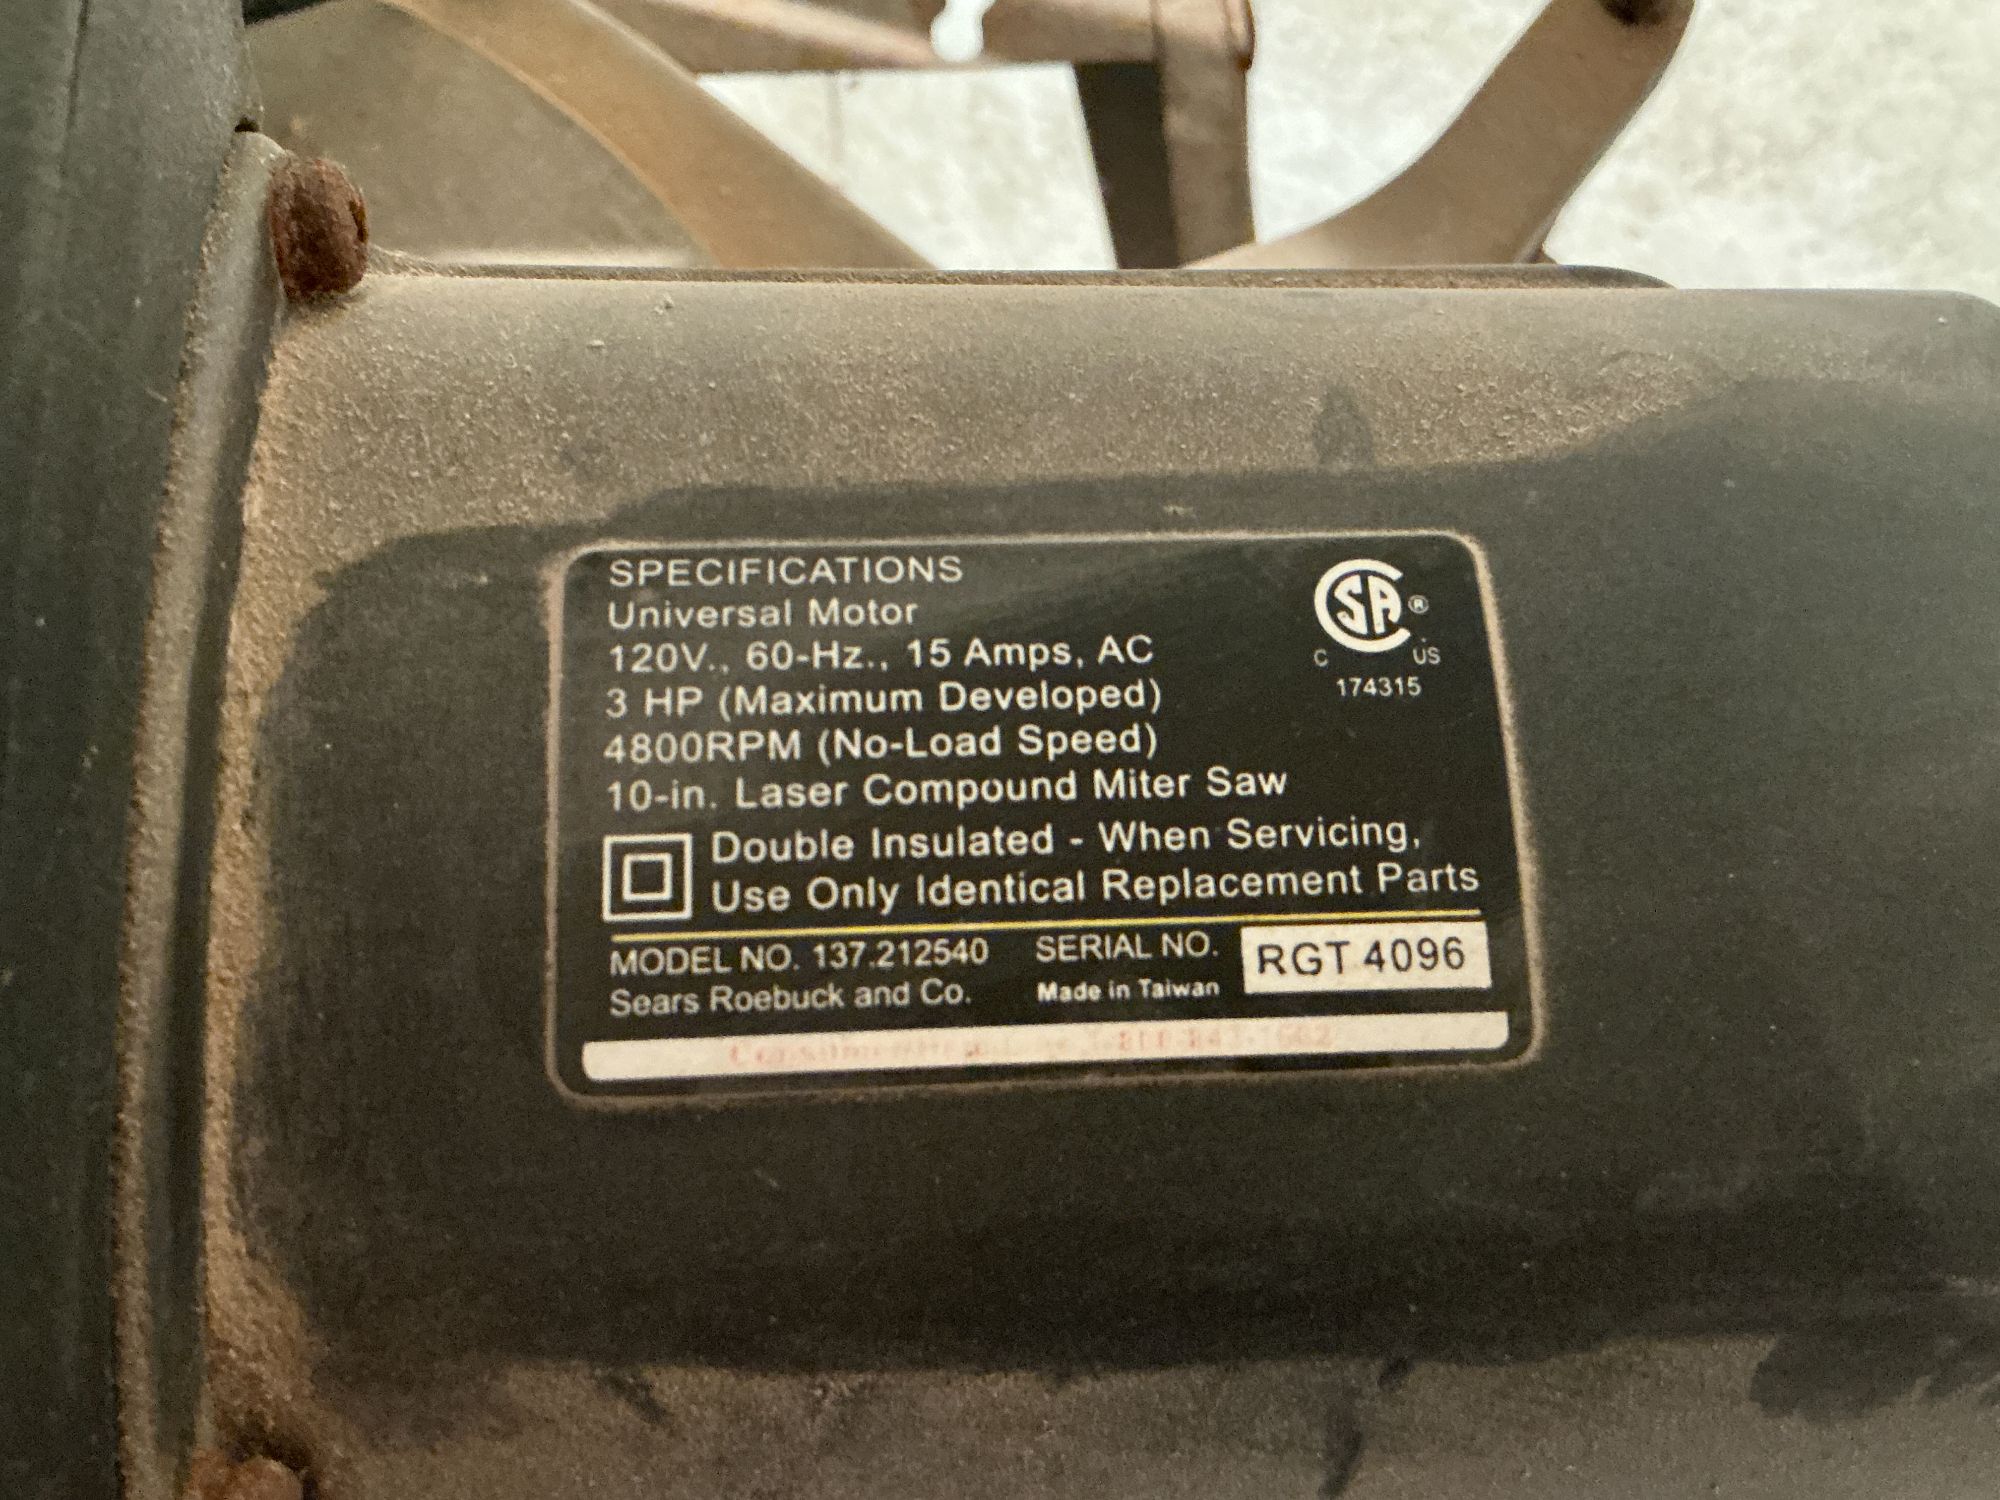 SPECIFICATIONS
Universal Motor
120V., 60-Hz., 15 Amps, AC
3 HP (Maximum Developed)
4800RPM (No-Load Speed)
10-in. Laser Compound Miter Saw
Double Insulated - When Servicing,
Use Only Identical Replacement Parts
SA ®
C US
174315
MODEL NO. 137.212540 SERIAL NO. RGT 4096
Sears Roebuck and Co. Made in Taiwan